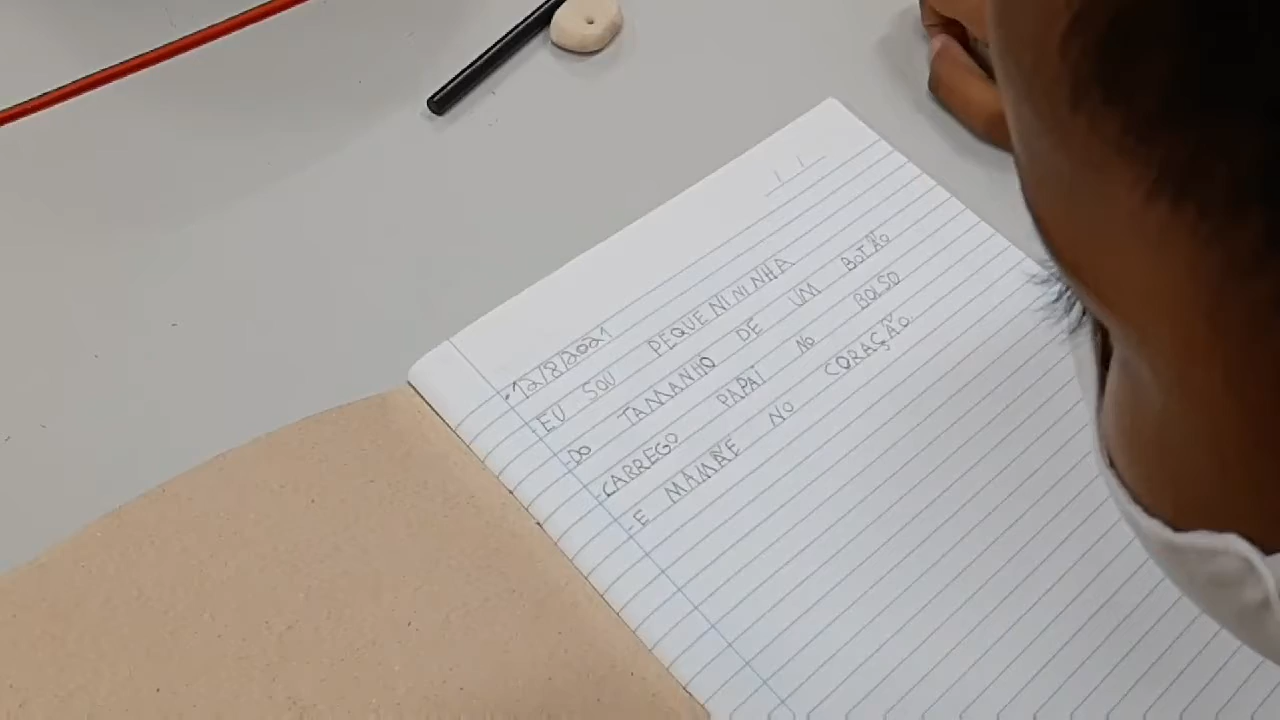 12/8/2021
-EU SOU PEQUENININHA
-DO TAMANHO DE UM BOTÃO
-CARREGO PAPAI NO BOLSO
-E MAMÃE NO CORAÇÃO.